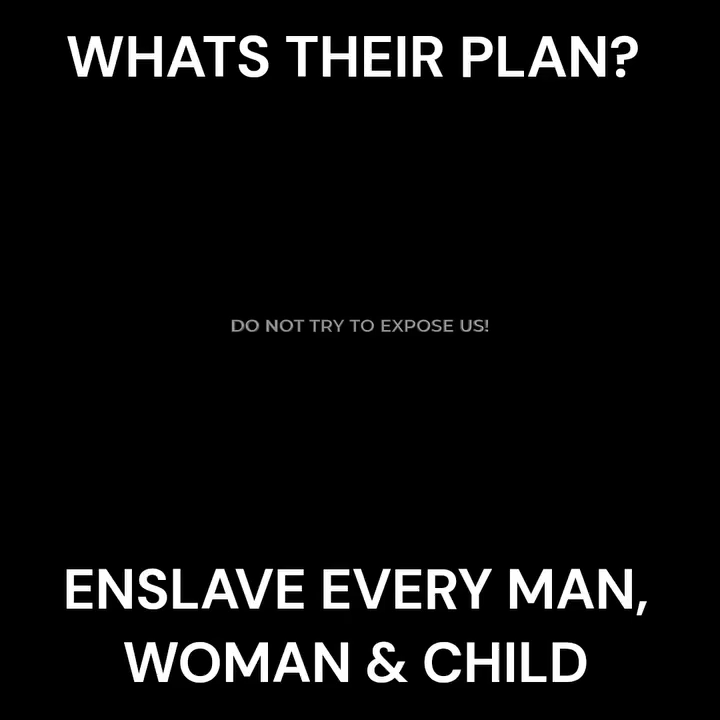 WHATS THEIR PLAN?
DO NOT TRY TO EXPOSE US!
ENSLAVE EVERY MAN,
WOMAN & CHILD